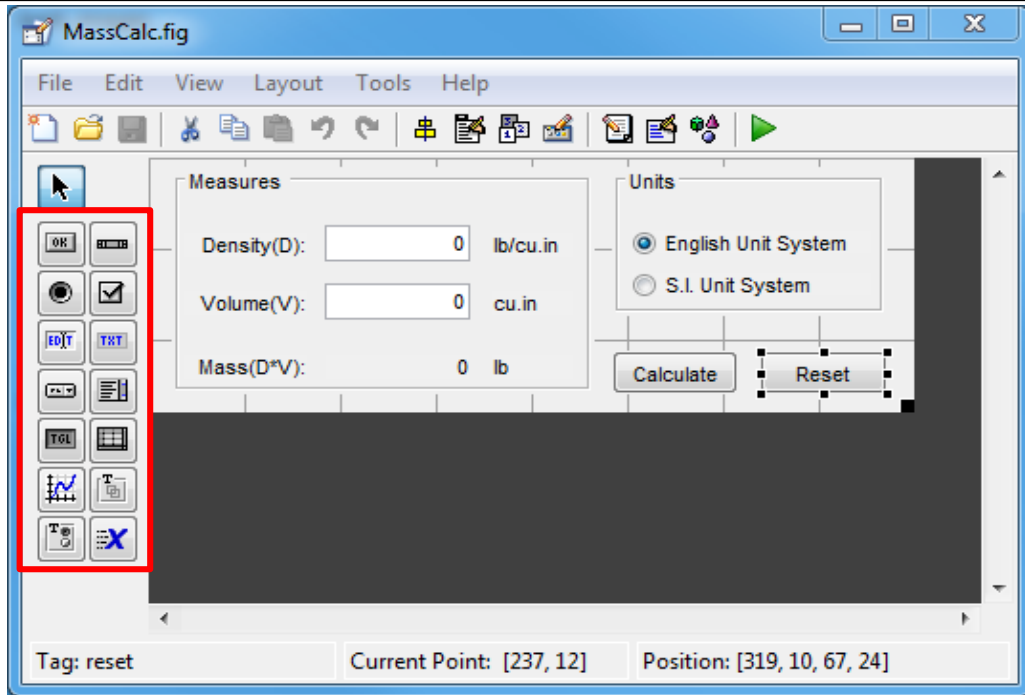 MassCalc.fig
File Edit View Layout Tools Help
Measures
Units
OK
Density(D): 0 lb/cu.in
English Unit System
S.I. Unit System
Volume(V): 0 cu.in
EDIT TXT
Mass(D*V): 0 lb
Calculate Reset
TGL
T
T
X
Tag: reset Current Point: [237, 12] Position: [319, 10, 67, 24]